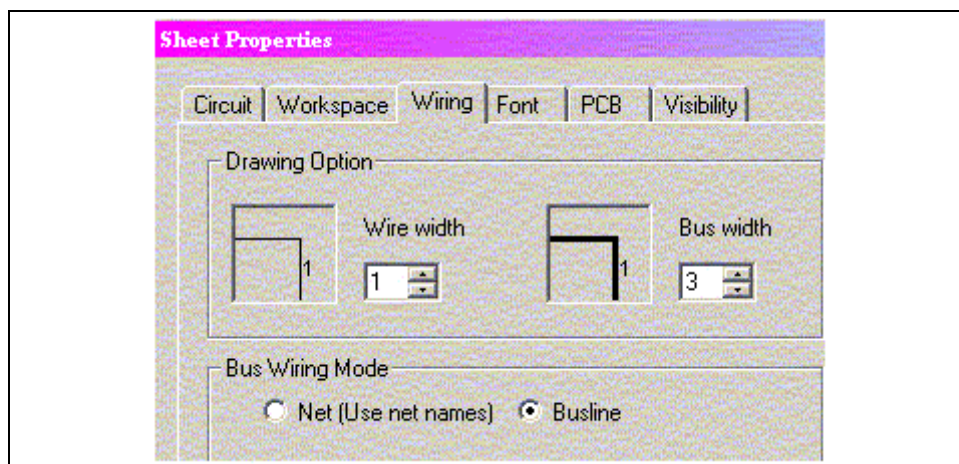 Sheet Properties
Circuit Workspace Wiring Font PCB Visibility
Drawing Option
Wire width Bus width
1 1 1 3
Bus Wiring Mode
Net (Use net names) Busline